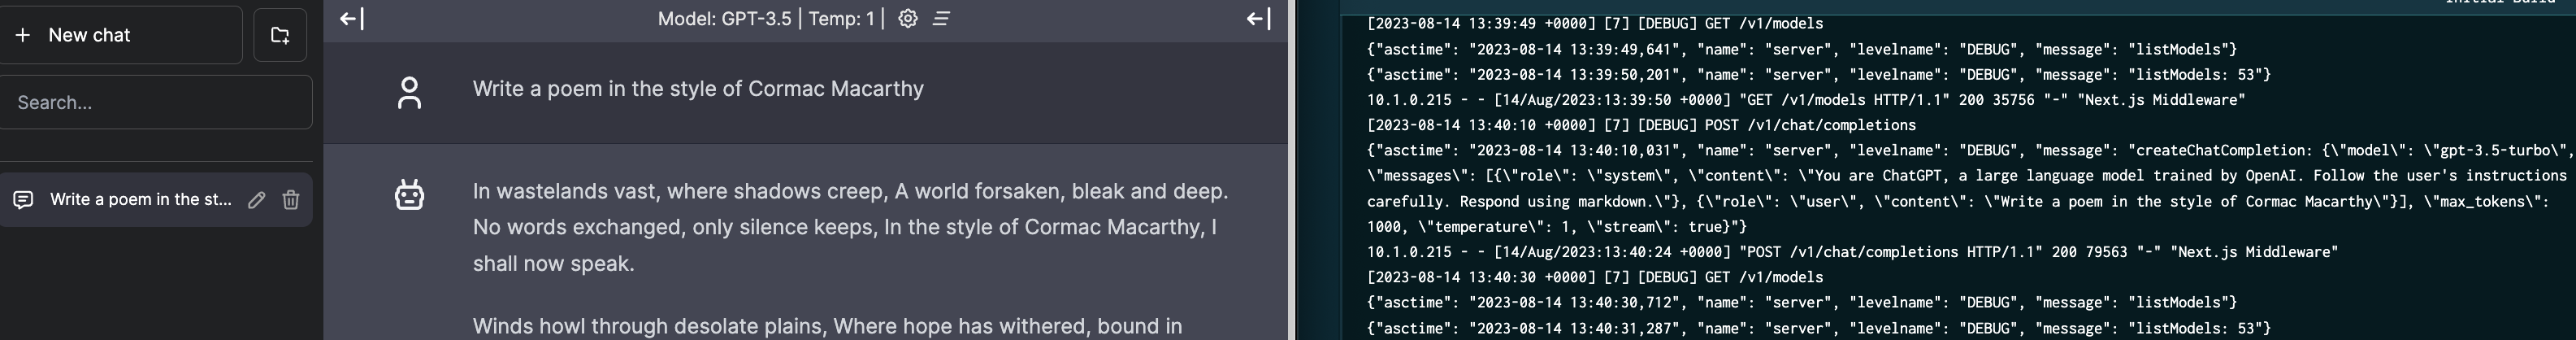 New chat
Search...
Write a poem in the st...
Model: GPT-3.5 | Temp: 1 |
Write a poem in the style of Cormac Macarthy
In wastelands vast, where shadows creep, A world forsaken, bleak and deep.
No words exchanged, only silence keeps, In the style of Cormac Macarthy, I
shall now speak.
Winds howl through desolate plains, Where hope has withered, bound in
[2023-08-14 13:39:49 +0000] [7] [DEBUG] GET /v1/models
{"asctime": "2023-08-14 13:39:49,641", "name": "server", "levelname": "DEBUG", "message": "listModels"}
{"asctime": "2023-08-14 13:39:50,201", "name": "server", "levelname": "DEBUG", "message": "listModels: 53"}
10.1.0.215 - - [14/Aug/2023:13:39:50 +0000] "GET /v1/models HTTP/1.1" 200 35756 "-" "Next.js Middleware"
[2023-08-14 13:40:10 +0000] [7] [DEBUG] POST /v1/chat/completions
{"asctime": "2023-08-14 13:40:10,031", "name": "server", "levelname": "DEBUG", "message": "createChatCompletion: {\"model\": \"gpt-3.5-turbo\",
\"messages\": [{\"role\": \"system\", \"content\": \"You are ChatGPT, a large language model trained by OpenAI. Follow the user's instructions
carefully. Respond using markdown.\"}, {\"role\": \"user\", \"content\": \"Write a poem in the style of Cormac Macarthy\"}], \"max_tokens\":
1000, \"temperature\": 1, \"stream\": true}"}
10.1.0.215 - - [14/Aug/2023:13:40:24 +0000] "POST /v1/chat/completions HTTP/1.1" 200 79563 "-" "Next.js Middleware"
[2023-08-14 13:40:30 +0000] [7] [DEBUG] GET /v1/models
{"asctime": "2023-08-14 13:40:30,712", "name": "server", "levelname": "DEBUG", "message": "listModels"}
{"asctime": "2023-08-14 13:40:31,287", "name": "server", "levelname": "DEBUG", "message": "listModels: 53"}